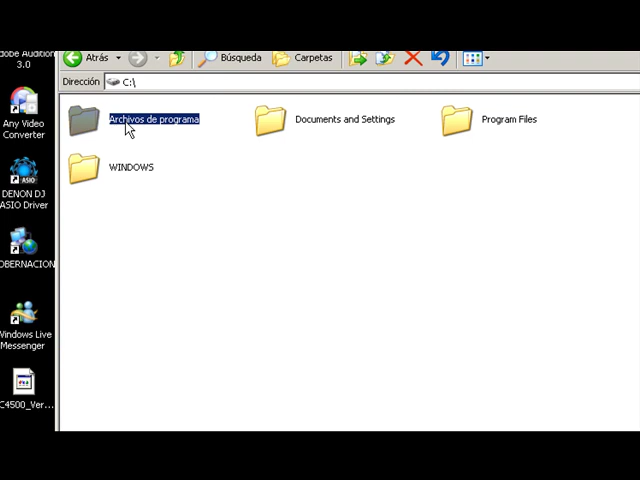 dobe Audition
3.0
Any Video
Converter
ASIO
DENON DJ
ASIO Driver
OBERNACION
Windows Live
Messenger
C4500_Ver...
Atrás
Búsqueda
Carpetas
Dirección
C:\
Archivos de programa
Documents and Settings
Program Files
WINDOWS